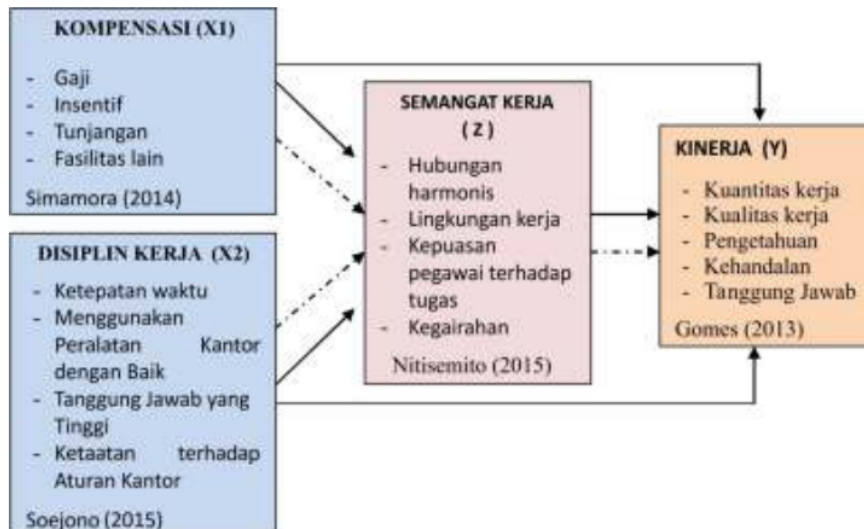 KOMPENSASI (X1)
- Gaji
- Insentif
- Tunjangan
- Fasilitas lain
Simamora (2014)
DISIPLIN KERJA (X2)
- Ketepatan waktu
- Menggunakan
Peralatan Kantor
dengan Baik
- Tanggung Jawab yang
Tinggi
- Ketaatan terhadap
Aturan Kantor
Soejono (2015)
SEMANGAT KERJA
( Z )
- Hubungan
harmonis
- Lingkungan kerja
- Kepuasan
pegawai terhadap
tugas
- Kegairahan
Nitisemito (2015)
KINERJA (Y)
- Kuantitas kerja
- Kualitas kerja
- Pengetahuan
- Kehandalan
- Tanggung Jawab
Gomes (2013)